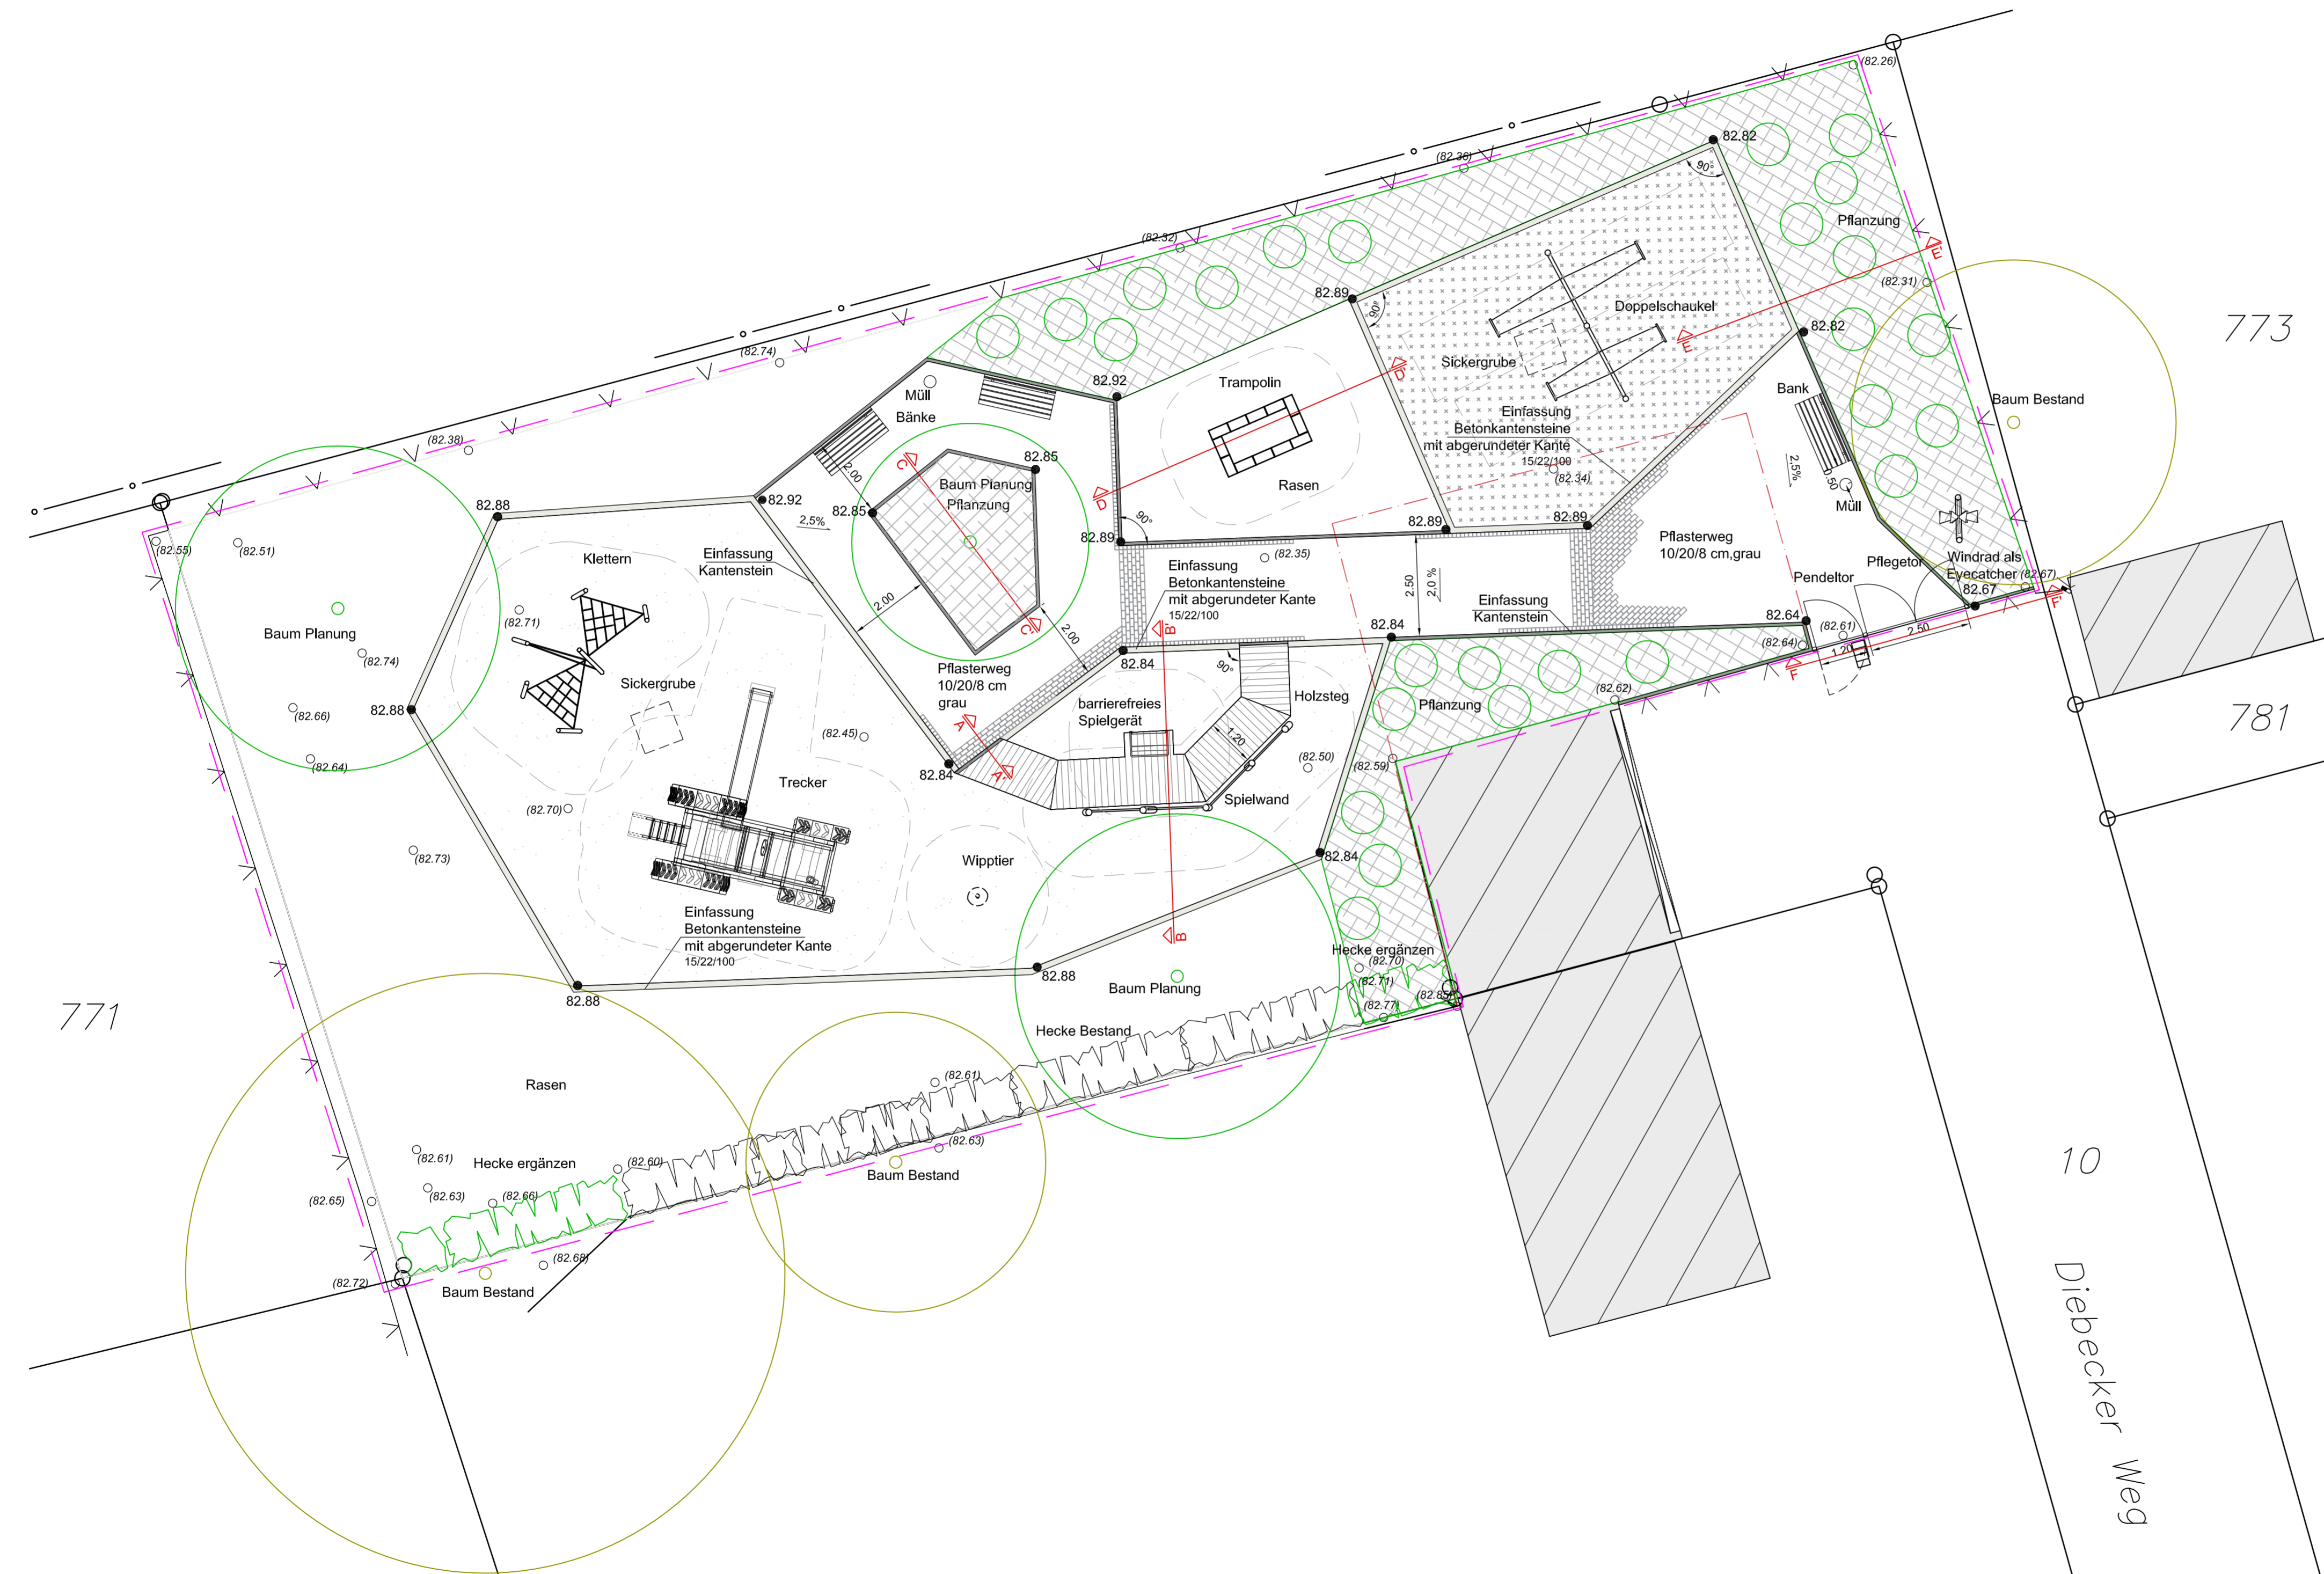 (82.26)
82.82
90°
(82.36)
Pflanzung
(82.32)
E'
(82.31)
82.89
90°
Doppelschaukel
773
82.82
(82.74)
Sickergrube
E
D'
Trampolin
82.92
Bank
Müll
Bänke
Baum Bestand
Einfassung
Betonkantensteine
mit abgerundeter Kante
15/22/100
(82.38)
82.85
C
2.00
Baum Planung
Pflanzung
(82.34)
2,5%
.50
Rasen
D
Müll
82.88
82.92
82.85
2,5%
90°
82.89
82.89
82.89
(82.55)
(82.51)
Klettern
Einfassung
Kantenstein
(82.35)
Pflasterweg
10/20/8 cm,grau
Einfassung
Betonkantensteine
mit abgerundeter Kante
15/22/100
2.50
2,0 %
Pendeltor
Pflegetor
Windrad als
Eyecatcher
(82.67)
82.67
F'
2.00
Einfassung
Kantenstein
(82.71)
Baum Planung
C'
2.00
B'
82.84
82.64
(82.61)
(82.64)
2.50
1.20
F
(82.74)
82.84
90°
Pflasterweg
10/20/8 cm
grau
Sickergrube
82.88
(82.66)
barrierefreies
Spielgerät
Holzsteg
(82.62)
Pflanzung
781
A
1.20
(82.45)
(82.64)
82.84
A'
(82.50)
(82.59)
Trecker
Spielwand
(82.70)
(82.73)
Wipptier
82.84
Einfassung
Betonkantensteine
mit abgerundeter Kante
15/22/100
B
Hecke ergänzen
(82.70)
82.88
82.88
(82.71)
Baum Planung
(82.85)
(82.77)
771
Hecke Bestand
Rasen
(82.61)
(82.63)
(82.61)
Hecke ergänzen
(82.60)
Baum Bestand
(82.65)
(82.63)
(82.66)
(82.68)
(82.72)
Baum Bestand
10
Diebecker Weg